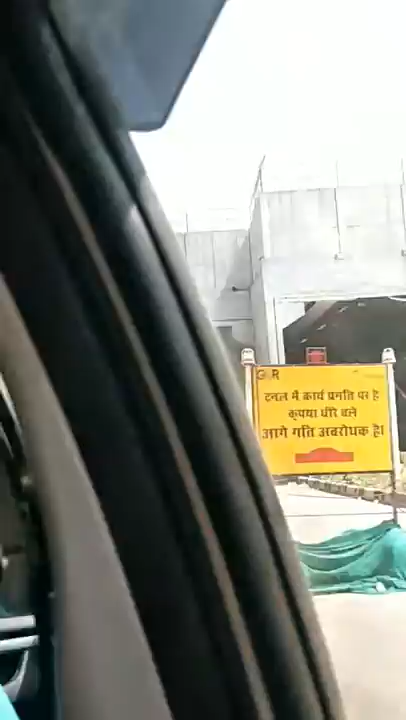 G R
टनल में कार्य प्रगति पर है
कृपया धीरे चले
आगे गति अवरोधक है।